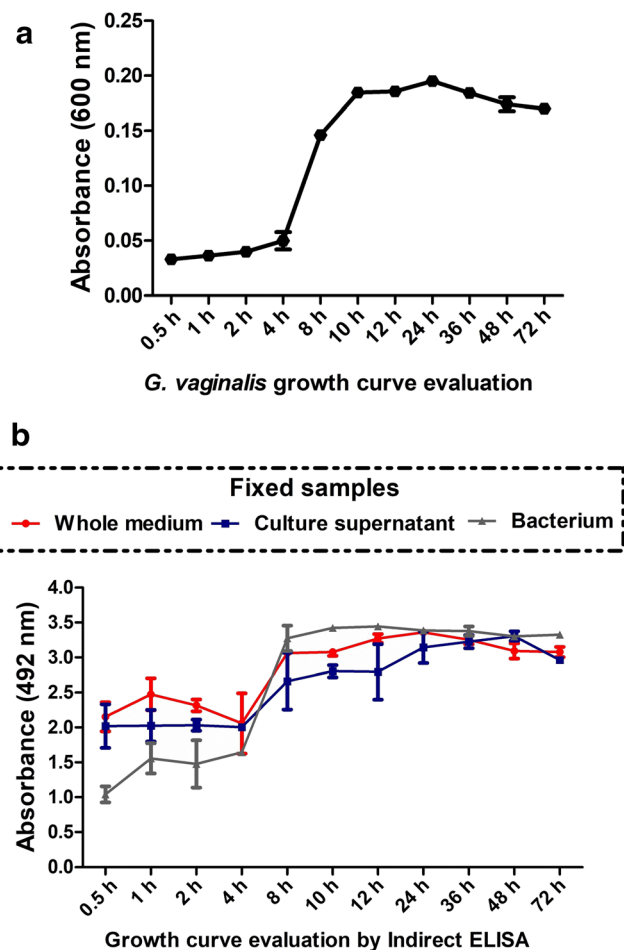 a
Absorbance (600 nm)
0.25
0.20
0.15
0.10
0.05
0.00
0.5 h
1 h
2 h
4 h
8 h
10 h
12 h
24 h
36 h
48 h
72 h
G. vaginalis growth curve evaluation
b
Fixed samples
Whole medium Culture supernatant Bacterium
Absorbance (492 nm)
4.0
3.5
3.0
2.5
2.0
1.5
1.0
0.5
0.0
0.5 h
1 h
2 h
4 h
8 h
10 h
12 h
24 h
36 h
48 h
72 h
Growth curve evaluation by Indirect ELISA